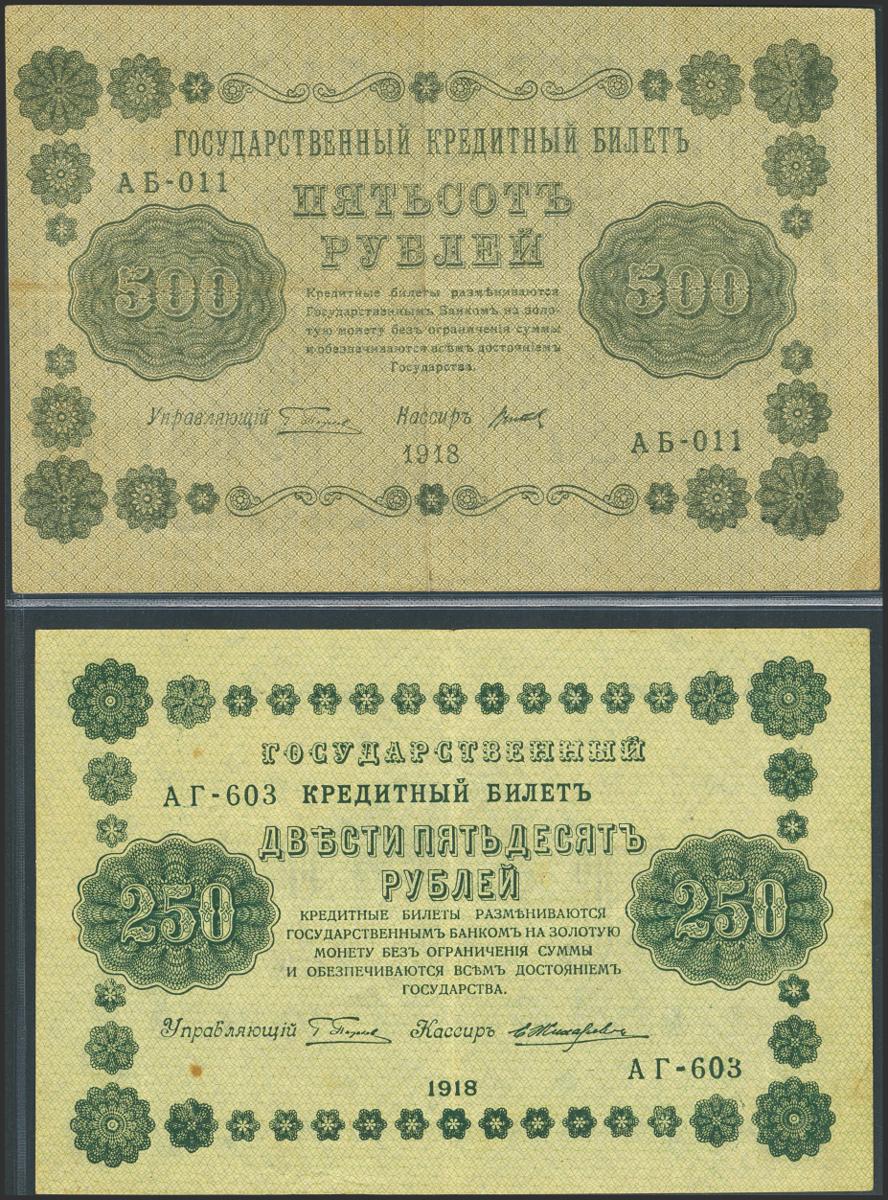 ГОСУДАРСТВЕННЫЙ КРЕДИТНЫЙ БИЛЕТЪ
АБ-011
ПЯТЬСОТЪ
РУБЛЕЙ
500
500
Кредитные билеты размѣниваются
Государственнымъ Банкомъ на золо-
тую монету безъ ограниченія суммы
и обезпечиваются всѣмъ достояніемъ
Государства.
Управляющій
Кассиръ
1918
АБ-011
ГОСУДАРСТВЕННЫЙ
АГ-603 КРЕДИТНЫЙ БИЛЕТЪ
ДВѢСТИ ПЯТЬДЕСЯТЪ
РУБЛЕЙ
250
250
КРЕДИТНЫЕ БИЛЕТЫ РАЗМѢНИВАЮТСЯ
ГОСУДАРСТВЕННЫМЪ БАНКОМЪ НА ЗОЛОТУЮ
МОНЕТУ БЕЗЪ ОГРАНИЧЕНІЯ СУММЫ
И ОБЕЗПЕЧИВАЮТСЯ ВСѢМЪ ДОСТОЯНІЕМЪ
ГОСУДАРСТВА.
Управляющій
Кассиръ
АГ-603
1918